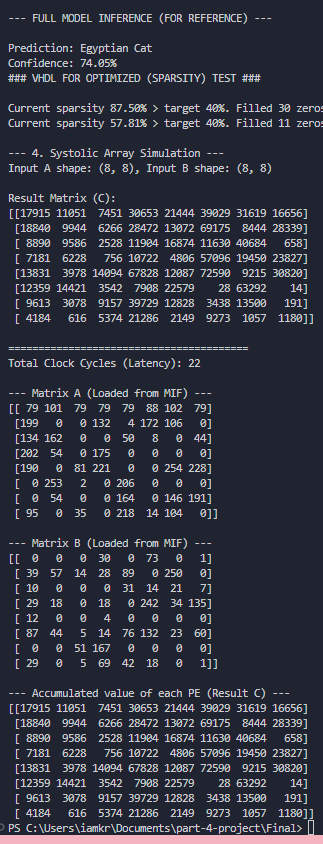 --- FULL MODEL INFERENCE (FOR REFERENCE) ---
Prediction: Egyptian Cat
Confidence: 74.05%
### VHDL FOR OPTIMIZED (SPARSITY) TEST ###
Current sparsity 87.50% > target 40%. Filled 30 zeros
Current sparsity 57.81% > target 40%. Filled 11 zeros
--- 4. Systolic Array Simulation ---
Input A shape: (8, 8), Input B shape: (8, 8)
Result Matrix (C):
[[17915 11051  7451 30653 21444 39029 31619 16656]
 [18840  9944  6266 28472 13072 69175  8444 28339]
 [ 8890  9586  2528 11904 16874 11630 40684   658]
 [ 7181  6228   756 10722  4806 57096 19450 23827]
 [13831  3978 14094 67828 12087 72590  9215 30820]
 [12359 14421  3542  7908 22579    28 63292    14]
 [ 9613  3078  9157 39729 12828  3438 13500   191]
 [ 4184   616  5374 21286  2149  9273  1057  1180]]
========================================
Total Clock Cycles (Latency): 22
--- Matrix A (Loaded from MIF) ---
[[ 79 101  79  79  79  88 102  79]
 [199   0   0 132   4 172 106   0]
 [134 162   0   0  50   8   0  44]
 [202  54   0 175   0   0   0   0]
 [190   0  81 221   0   0 254 228]
 [  0 253   2   0 206   0   0   0]
 [  0  54   0   0 164   0 146 191]
 [ 95   0  35   0 218  14 104   0]]
--- Matrix B (Loaded from MIF) ---
[[  0   0   0  30   0  73   0   1]
 [ 39  57  14  28  89   0 250   0]
 [ 10   0   0   0  31  14  21   7]
 [ 29  18   0  18   0 242  34 135]
 [ 12   0   0   4   0   0   0   0]
 [ 87  44   5  14  76 132  23  60]
 [  0   0  51 167   0   0   0   0]
 [ 29   0   5  69  42  18   0   1]]
--- Accumulated value of each PE (Result C) ---
[[17915 11051  7451 30653 21444 39029 31619 16656]
 [18840  9944  6266 28472 13072 69175  8444 28339]
 [ 8890  9586  2528 11904 16874 11630 40684   658]
 [ 7181  6228   756 10722  4806 57096 19450 23827]
 [13831  3978 14094 67828 12087 72590  9215 30820]
 [12359 14421  3542  7908 22579    28 63292    14]
 [ 9613  3078  9157 39729 12828  3438 13500   191]
 [ 4184   616  5374 21286  2149  9273  1057  1180]]
PS C:\Users\iamkr\Documents\part-4-project\Final>